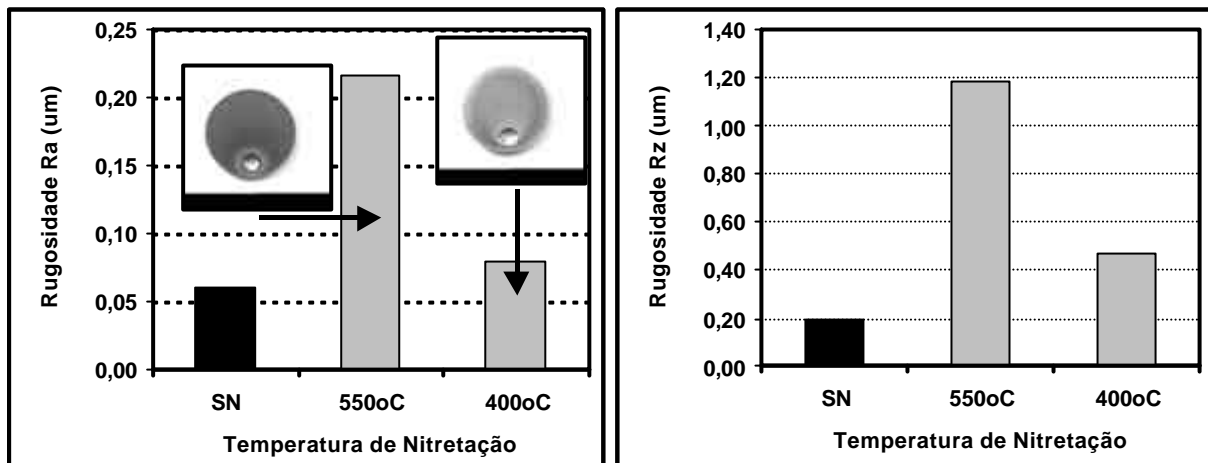 Rugosidade Ra (um)
0,25
0,20
0,15
0,10
0,05
0,00
SN
550oC
400oC
Temperatura de Nitretação
Rugosidade Rz (um)
1,40
1,20
1,00
0,80
0,60
0,40
0,20
0,00
SN
550oC
400oC
Temperatura de Nitretação